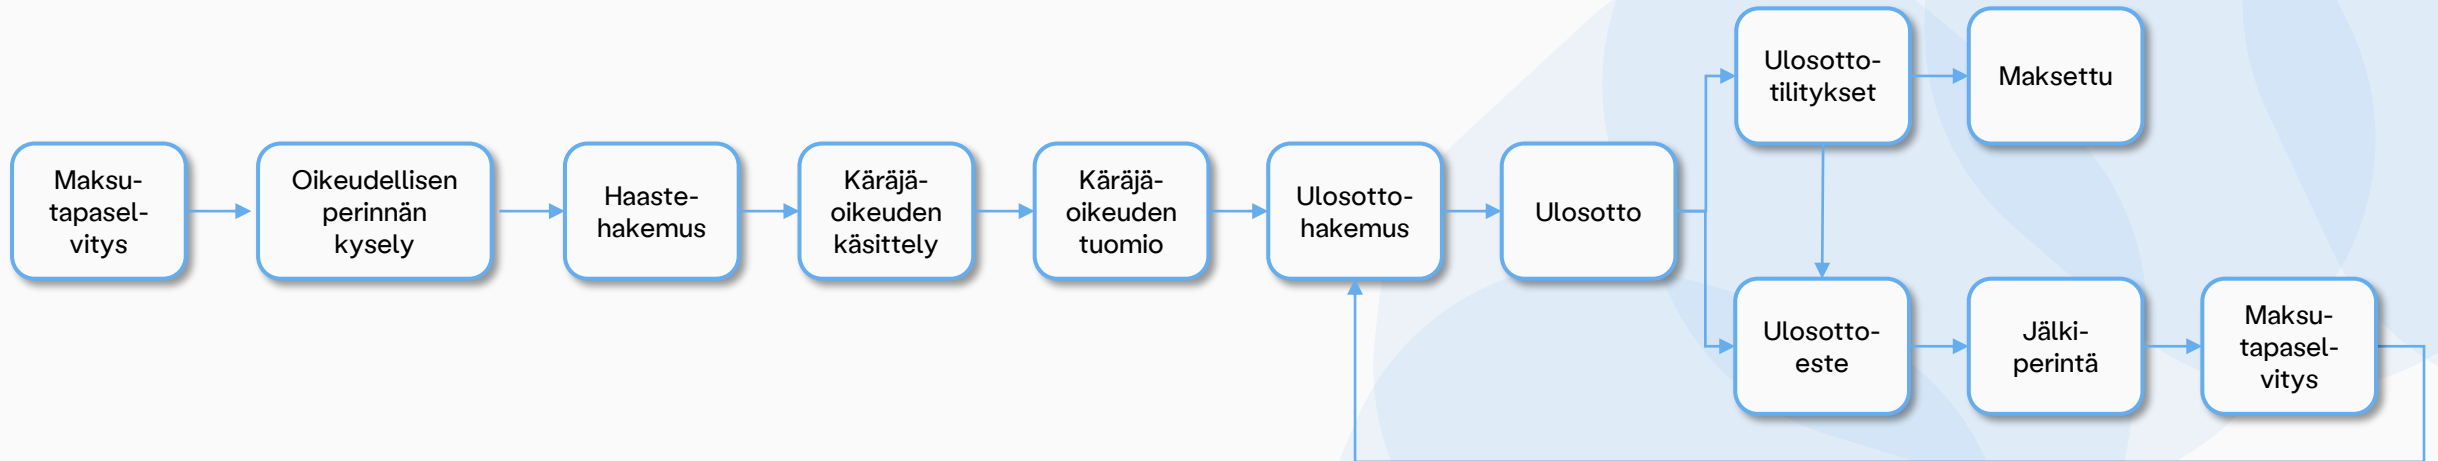 Maksu-
tapasel-
vitys
Oikeudellisen
perinnän
kysely
Haaste-
hakemus
Käräjä-
oikeuden
käsittely
Käräjä-
oikeuden
tuomio
Ulosotto-
hakemus
Ulosotto
Ulosotto-
tilitykset
Maksettu
Ulosotto-
este
Jälki-
perintä
Maksu-
tapasel-
vitys